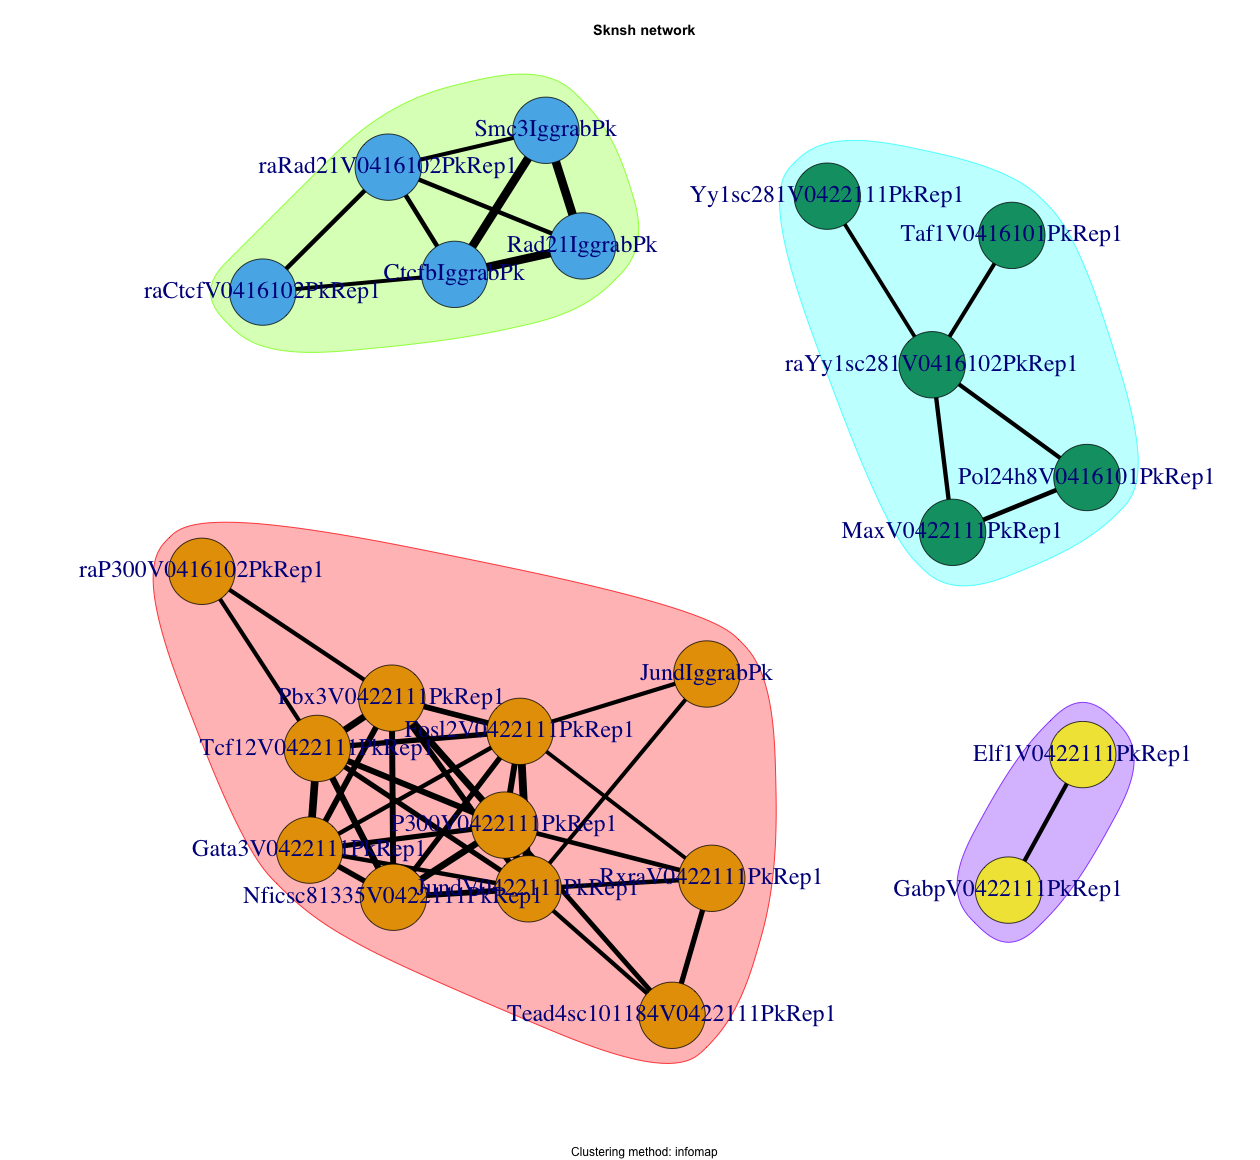 Sknsh network
Smc3IggrabPk
raRad21V0416102PkRep1
Rad21IggrabPk
CtcfbIggrabPk
raCtcfV0416102PkRep1
Yy1sc281V0422111PkRep1
Taf1V0416101PkRep1
raYy1sc281V0416102PkRep1
Pol24h8V0416101PkRep1
MaxV0422111PkRep1
raP300V0416102PkRep1
JundIggrabPk
Pbx3V0422111PkRep1
Fosl2V0422111PkRep1
Tcf12V0422111PkRep1
P300V0422111PkRep1
Gata3V0422111PkRep1
Nficsc81335V0422111PkRep1
JundV0422111PkRep1
RxraV0422111PkRep1
Tead4sc101184V0422111PkRep1
Elf1V0422111PkRep1
GabpV0422111PkRep1
Clustering method: infomap